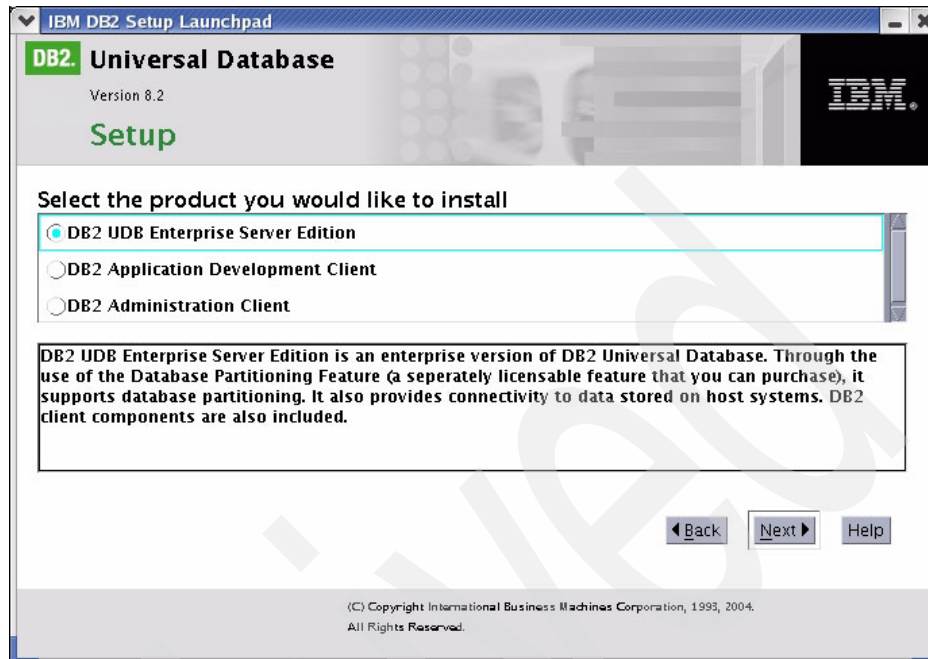 IBM DB2 Setup Launchpad
DB2. Universal Database
Version 8.2
IBM.
Setup
Select the product you would like to install
DB2 UDB Enterprise Server Edition
DB2 Application Development Client
DB2 Administration Client
DB2 UDB Enterprise Server Edition is an enterprise version of DB2 Universal Database. Through the
use of the Database Partitioning Feature (a seperately licensable feature that you can purchase), it
supports database partitioning. It also provides connectivity to data stored on host systems. DB2
client components are also included.
Back Next Help
(C) Copyright International Business Machines Corporation, 1993, 2004.
All Rights Reserved.